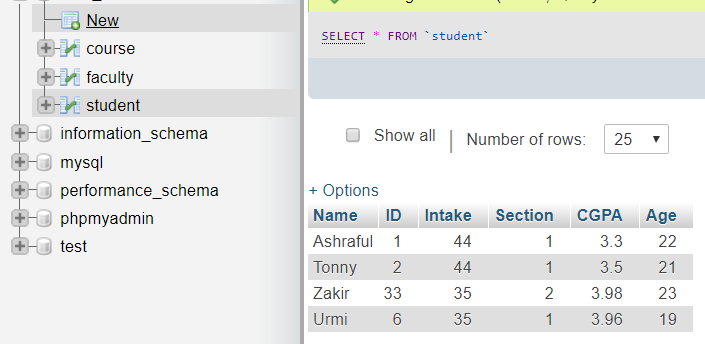 New
course
faculty
student
information_schema
mysql
performance_schema
phpmyadmin
test
SELECT * FROM `student`
Show all | Number of rows: 25
+ Options
Name ID Intake Section CGPA Age
Ashraful 1 44 1 3.3 22
Tonny 2 44 1 3.5 21
Zakir 33 35 2 3.98 23
Urmi 6 35 1 3.96 19